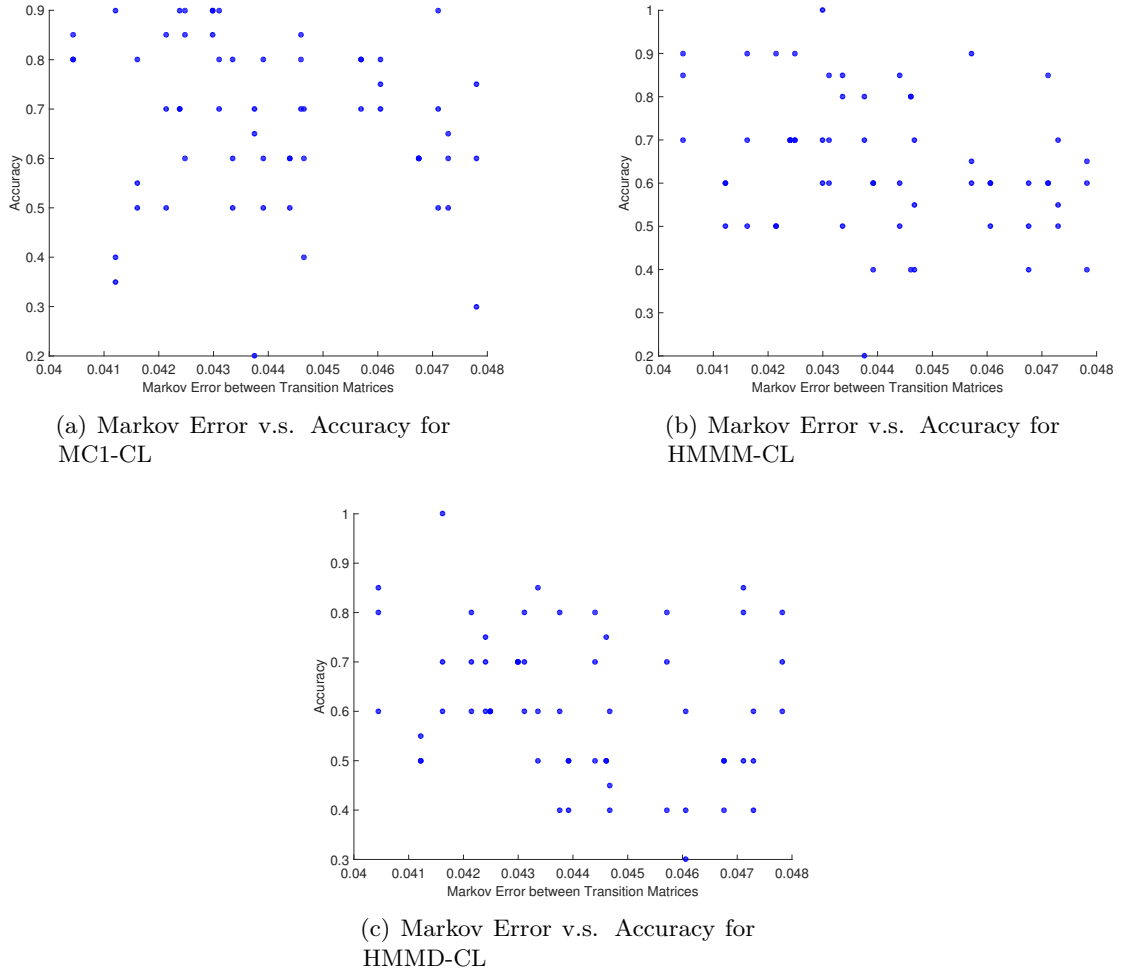 0.9
0.8
0.7
0.6
0.5
0.4
0.3
0.2
Accuracy
0.04 0.041 0.042 0.043 0.044 0.045 0.046 0.047 0.048
Markov Error between Transition Matrices
(a) Markov Error v.s. Accuracy for
MC1-CL
1
0.9
0.8
0.7
0.6
0.5
0.4
0.3
0.2
Accuracy
0.04 0.041 0.042 0.043 0.044 0.045 0.046 0.047 0.048
Markov Error between Transition Matrices
(b) Markov Error v.s. Accuracy for
HMMM-CL
1
0.9
0.8
0.7
0.6
0.5
0.4
0.3
Accuracy
0.04 0.041 0.042 0.043 0.044 0.045 0.046 0.047 0.048
Markov Error between Transition Matrices
(c) Markov Error v.s. Accuracy for
HMMD-CL